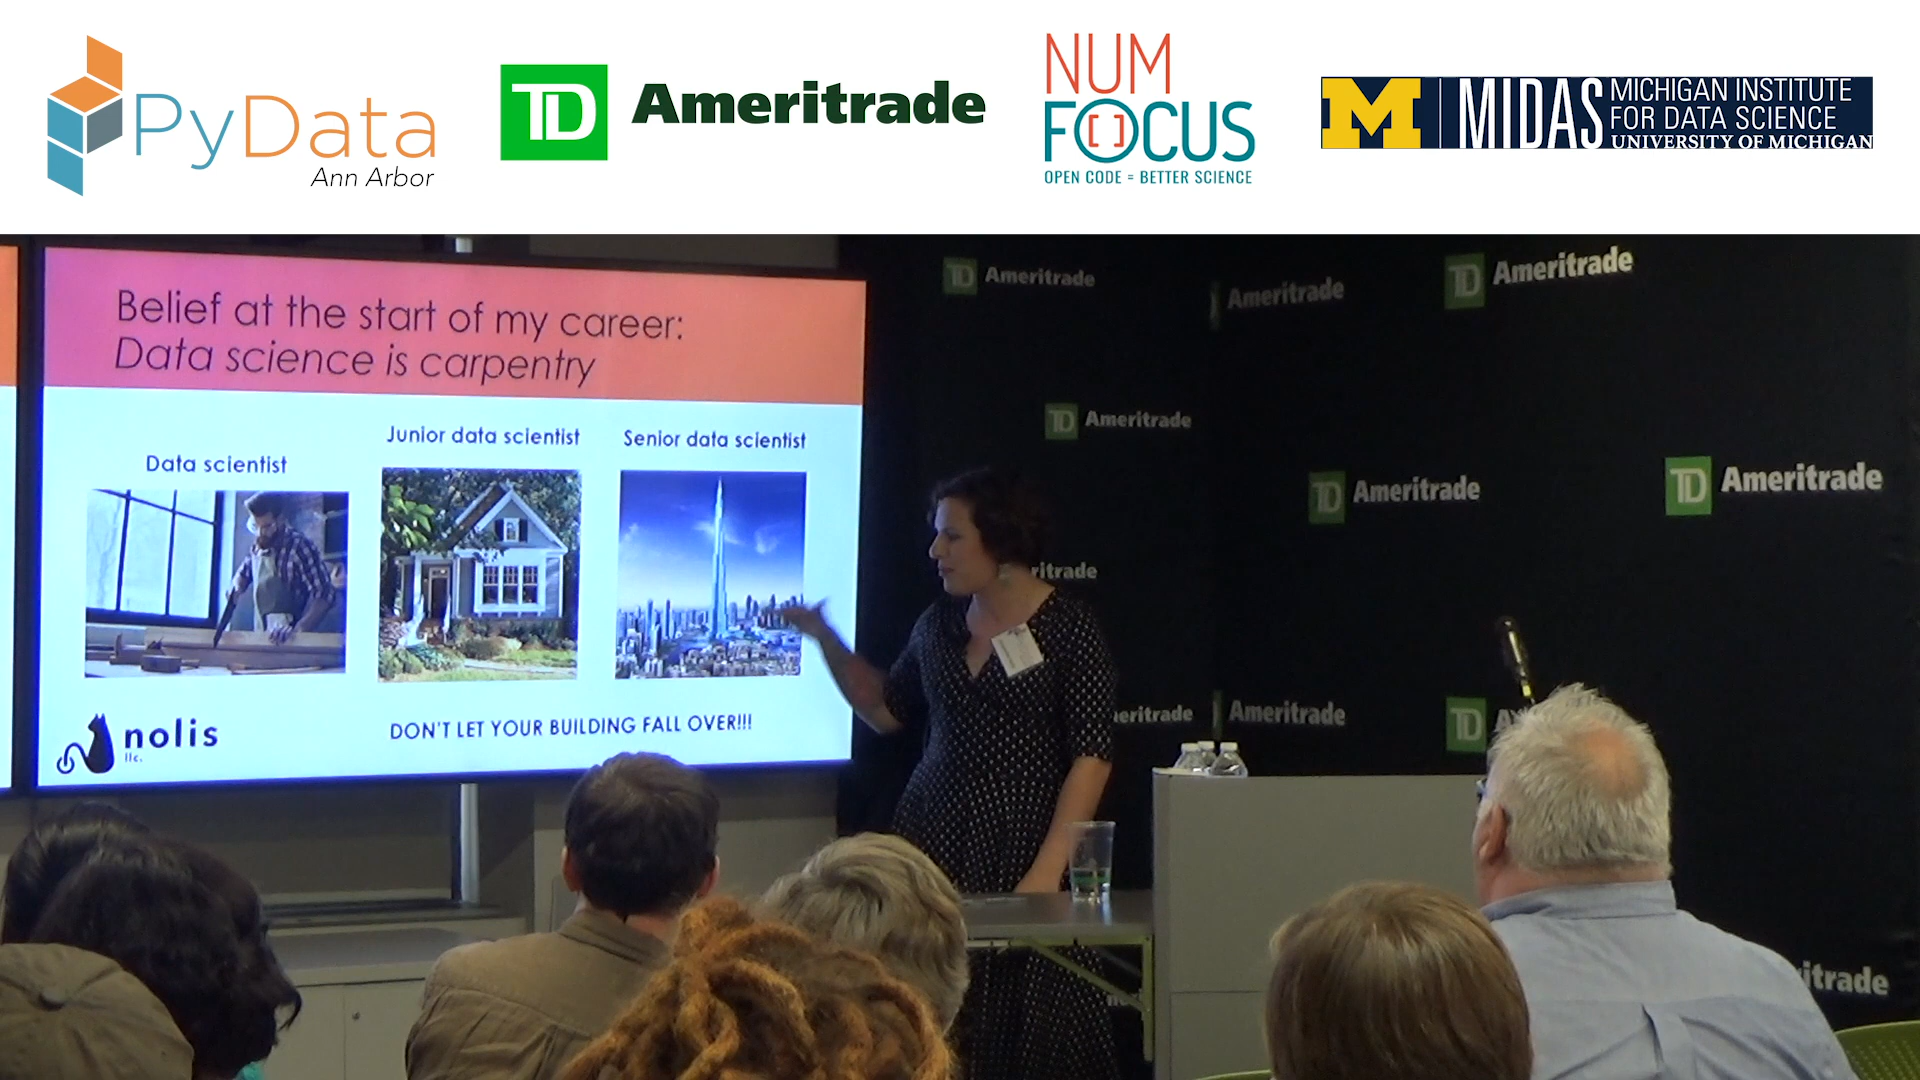 PyData
Ann Arbor
TD Ameritrade
NUM
FOCUS
OPEN CODE = BETTER SCIENCE
M MIDAS
MICHIGAN INSTITUTE
FOR DATA SCIENCE
UNIVERSITY OF MICHIGAN
Belief at the start of my career:
Data science is carpentry
Data scientist
Junior data scientist
Senior data scientist
nolis
llc.
DON'T LET YOUR BUILDING FALL OVER!!!
TD Ameritrade
Ameritrade
TD Ameritrade
TD Ameritrade
TD Ameritrade
TD Ameritrade
ritrade
eritrade
Ameritrade
TD A
itrade